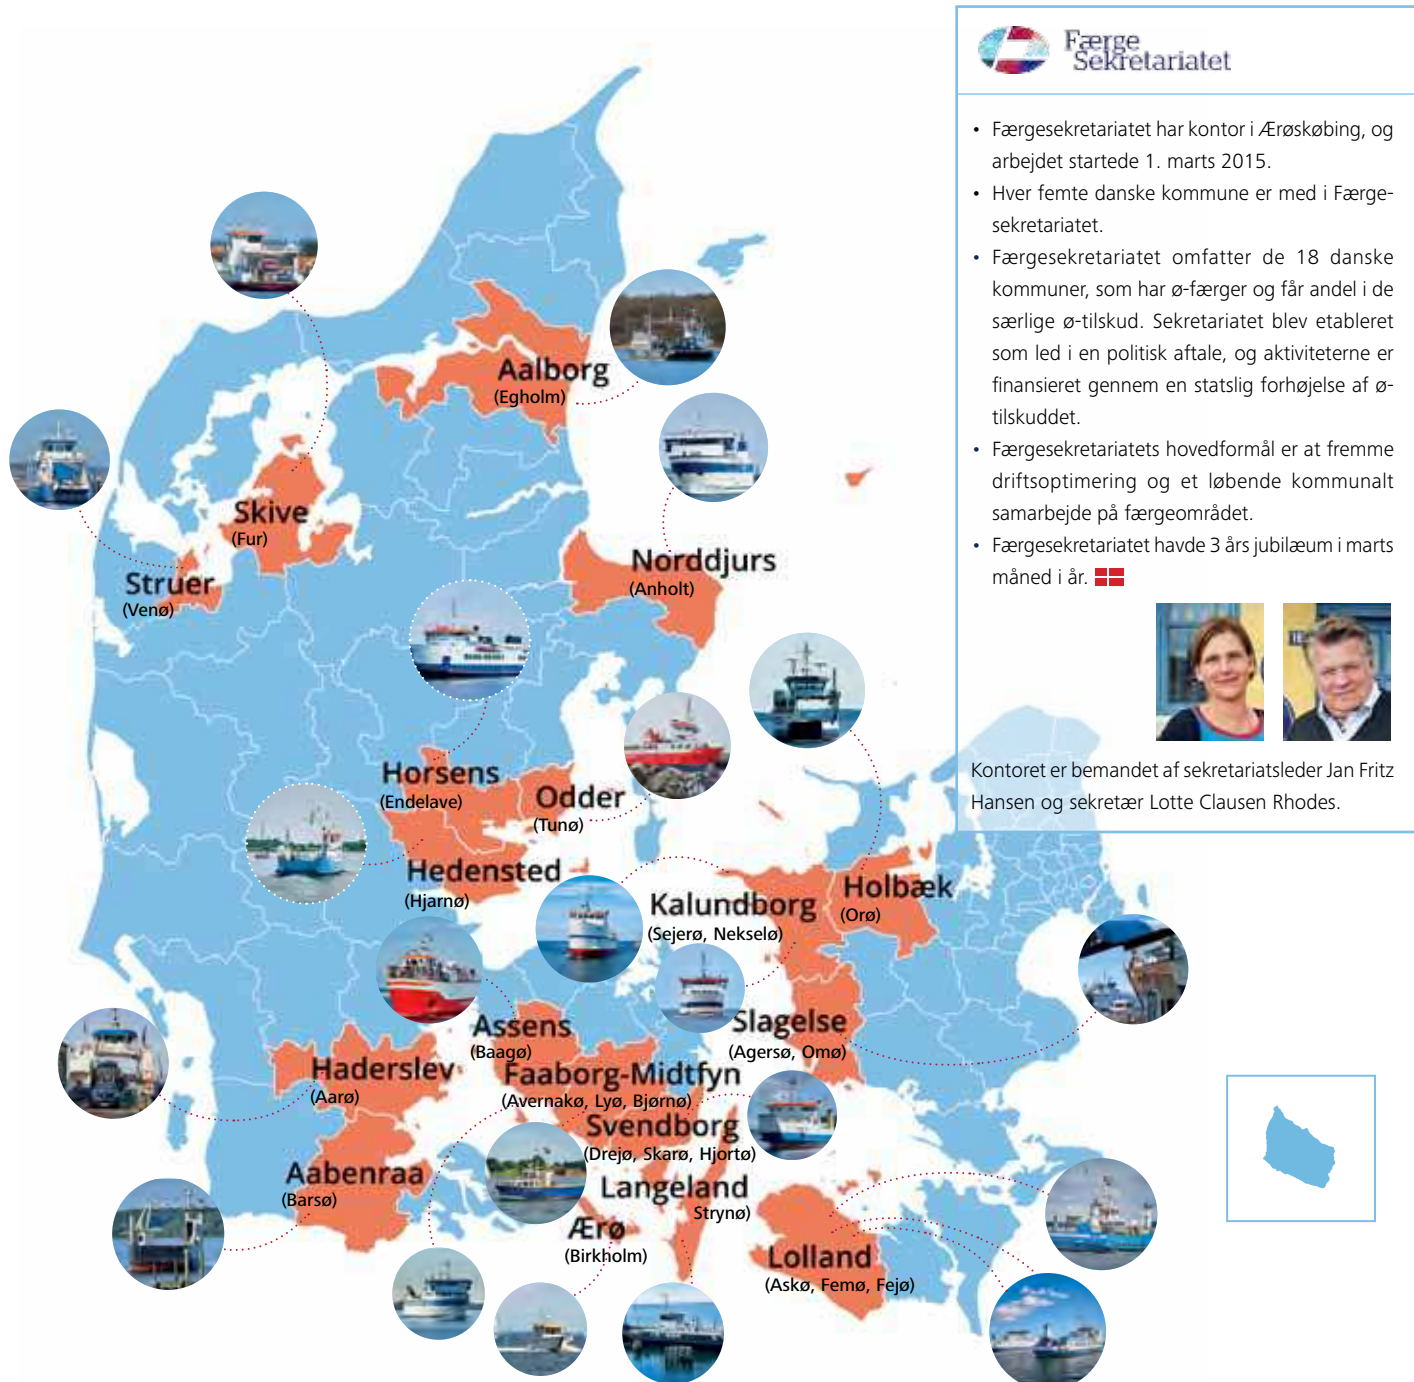 Færge
Sekretariatet
• Færgesekretariatet har kontor i Ærøskøbing, og
arbejdet startede 1. marts 2015.
• Hver femte danske kommune er med i Færge-
sekretariatet.
• Færgesekretariatet omfatter de 18 danske
kommuner, som har ø-færger og får andel i de
særlige ø-tilskud. Sekretariatet blev etableret
som led i en politisk aftale, og aktiviteterne er
finansieret gennem en statslig forhøjelse af ø-
tilskuddet.
• Færgesekretariatets hovedformål er at fremme
driftsoptimering og et løbende kommunalt
samarbejde på færgeområdet.
• Færgesekretariatet havde 3 års jubilæum i marts
måned i år.
Kontoret er bemandet af sekretariatsleder Jan Fritz
Hansen og sekretær Lotte Clausen Rhodes.
Aalborg
(Egholm)
Skive
(Fur)
Struer
(Venø)
Norddjurs
(Anholt)
Horsens
(Endelave)
Odder
(Tunø)
Hedensted
(Hjarnø)
Kalundborg
(Sejerø, Nekselø)
Holbæk
(Orø)
Slagelse
(Agersø, Omø)
Assens
(Baagø)
Haderslev
(Aarø)
Faaborg-Midtfyn
(Avernakø, Lyø, Bjørnø)
Svendborg
(Drejø, Skarø, Hjortø)
Aabenraa
(Barsø)
Langeland
Strynø)
Ærø
(Birkholm)
Lolland
(Askø, Femø, Fejø)